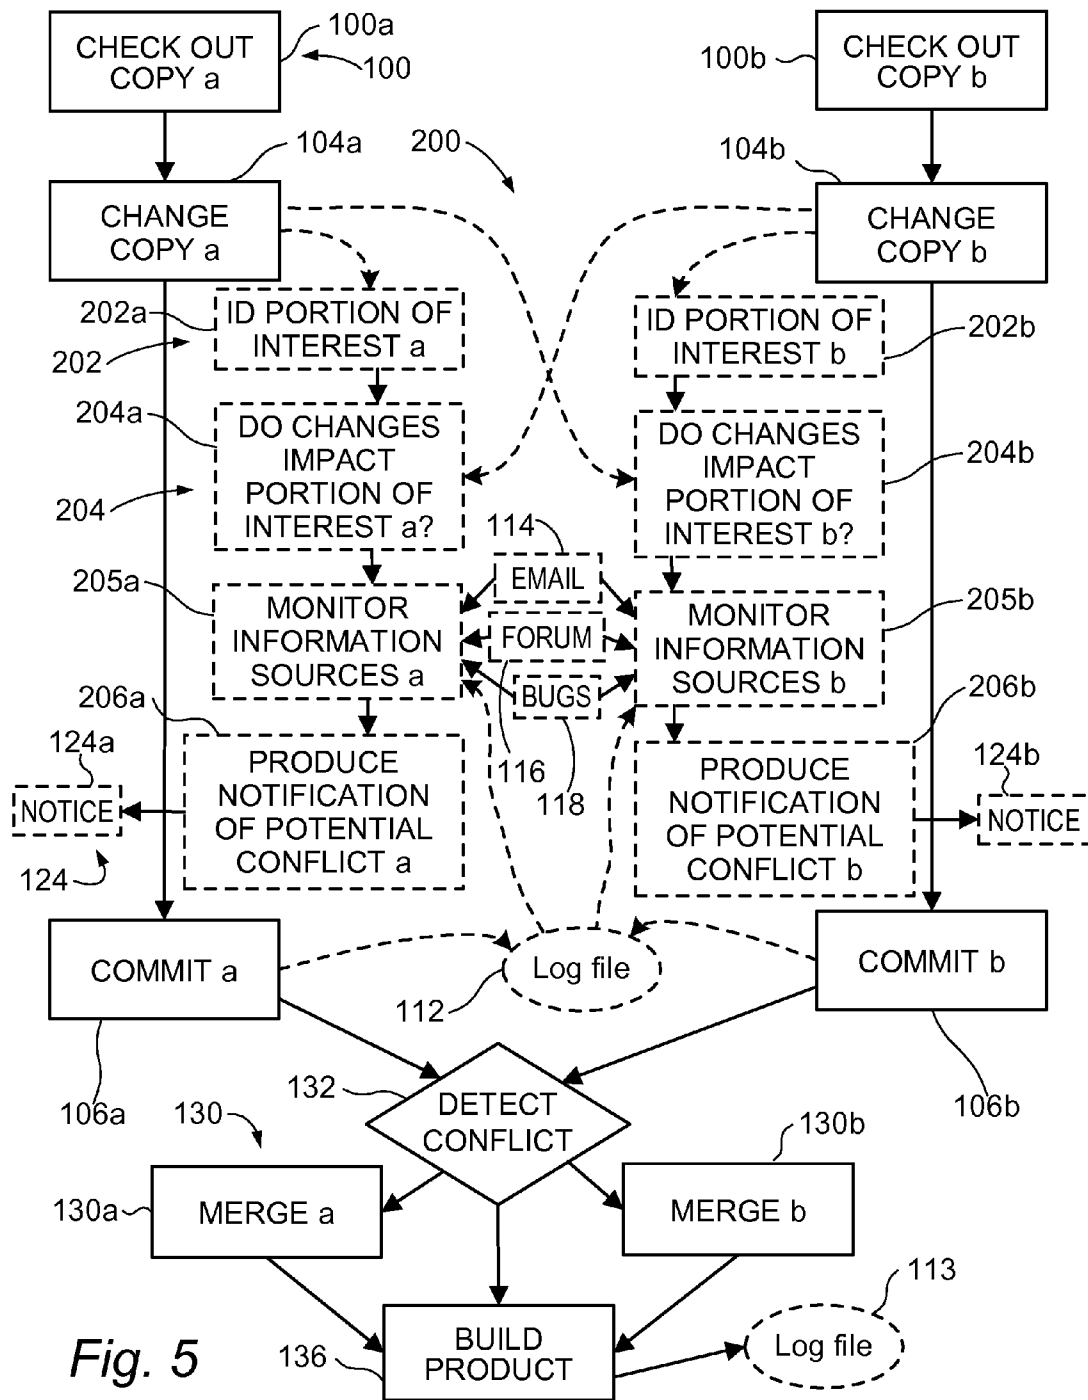 CHECK OUT
COPY a
100a
100
100b
CHECK OUT
COPY b
104a
200
104b
CHANGE
COPY a
CHANGE
COPY b
202a
202
ID PORTION OF
INTEREST a
ID PORTION OF
INTEREST b
202b
204a
204
DO CHANGES
IMPACT
PORTION OF
INTEREST a?
DO CHANGES
IMPACT
PORTION OF
INTEREST b?
204b
114
EMAIL
FORUM
BUGS
116
118
205a
MONITOR
INFORMATION
SOURCES a
MONITOR
INFORMATION
SOURCES b
205b
206a
206b
124a
NOTICE
124
PRODUCE
NOTIFICATION
OF POTENTIAL
CONFLICT a
PRODUCE
NOTIFICATION
OF POTENTIAL
CONFLICT b
124b
NOTICE
COMMIT a
Log file
112
COMMIT b
106a
132
DETECT
CONFLICT
106b
130
130a
MERGE a
130b
MERGE b
113
Fig. 5
136
BUILD
PRODUCT
Log file